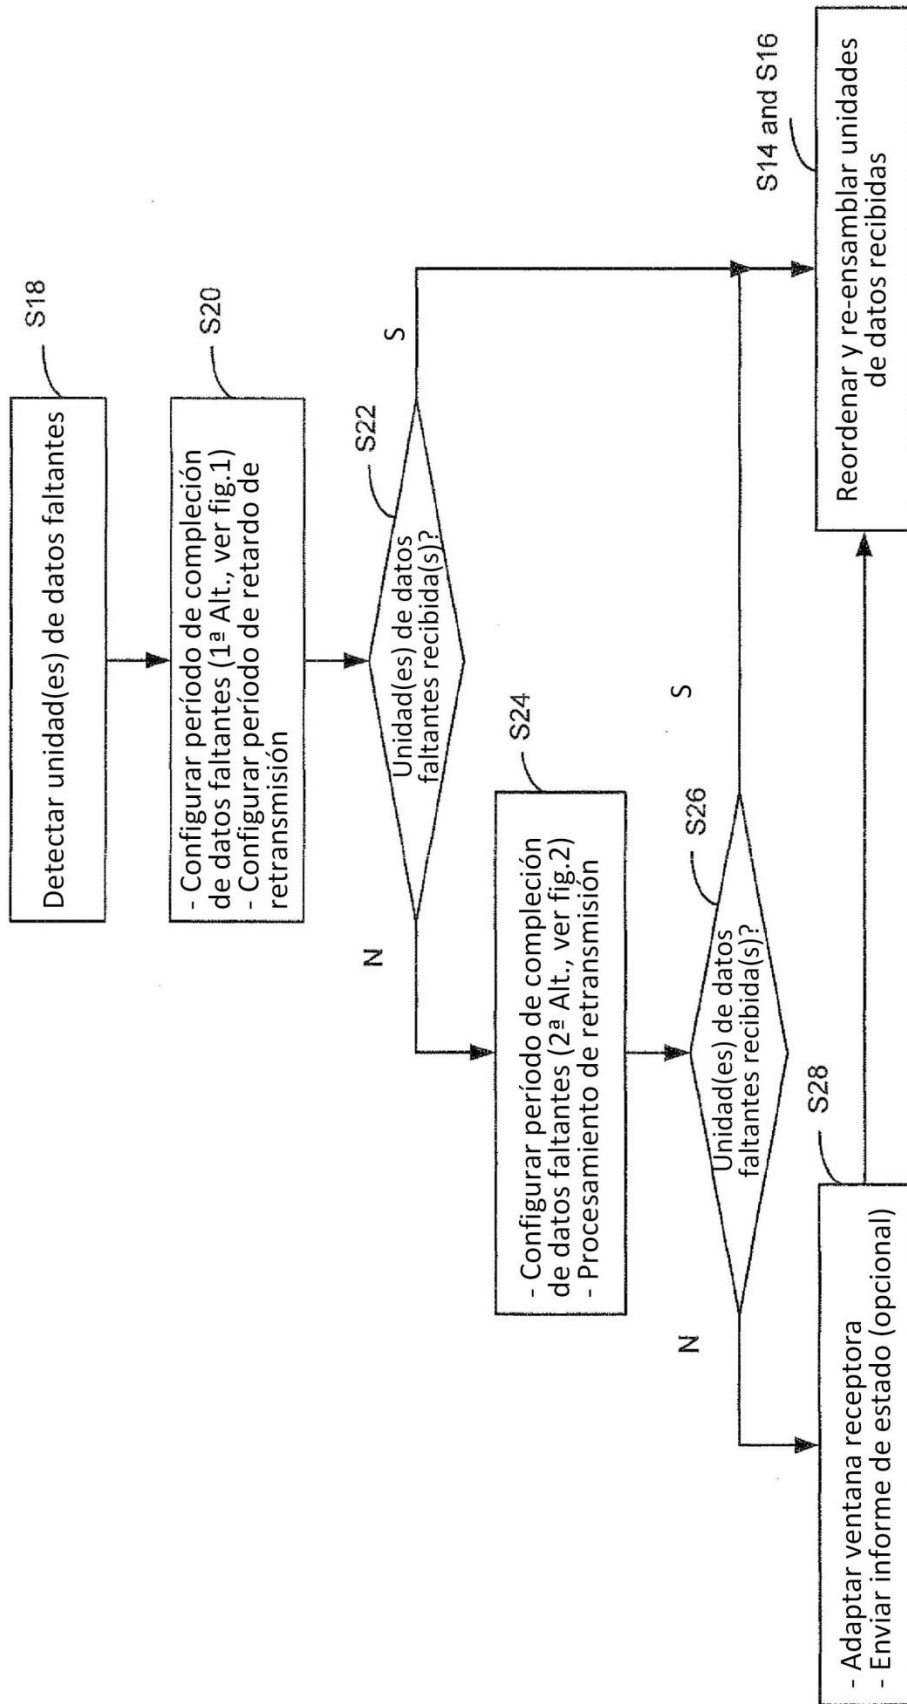 S18
Detectar unidad(es) de datos faltantes
S20
- Configurar período de compleción
de datos faltantes (1ª Alt., ver fig.1)
- Configurar período de retardo de
retransmisión
S22
Unidad(es) de datos
faltantes recibida(s)?
N
S
S24
- Configurar período de compleción
de datos faltantes (2ª Alt., ver fig.2)
- Procesamiento de retransmisión
S26
Unidad(es) de datos
faltantes recibida(s)?
N
S
S28
- Adaptar ventana receptora
- Enviar informe de estado (opcional)
S14 and S16
Reordenar y re-ensamblar unidades
de datos recibidas